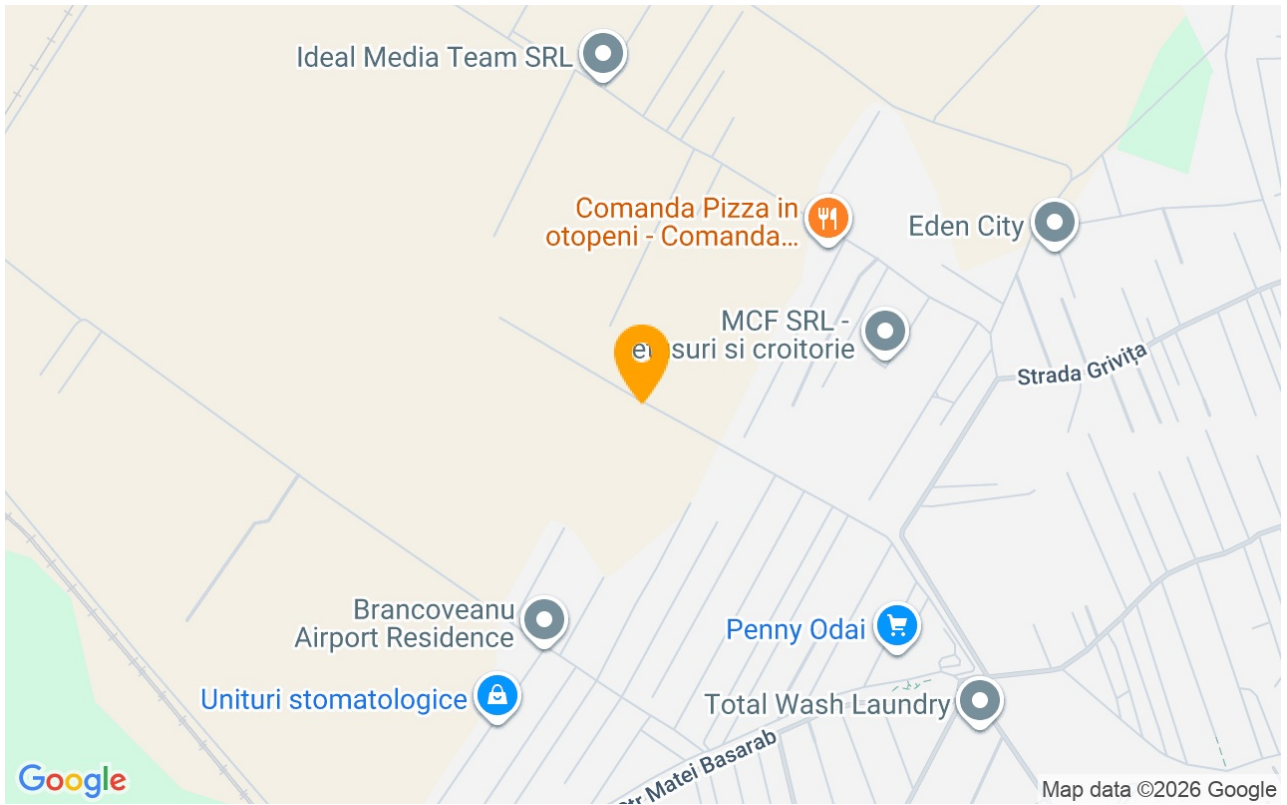 Ideal Media Team SRL
Comanda Pizza in
otopeni - Comanda...
Eden City
MCF SRL -
si croitorie
Strada Grivița
Brancoveanu
Airport Residence
Penny Odai
Unituri stomatologice
Total Wash Laundry
Str Matei Basarab
Google
Map data ©2026 Google